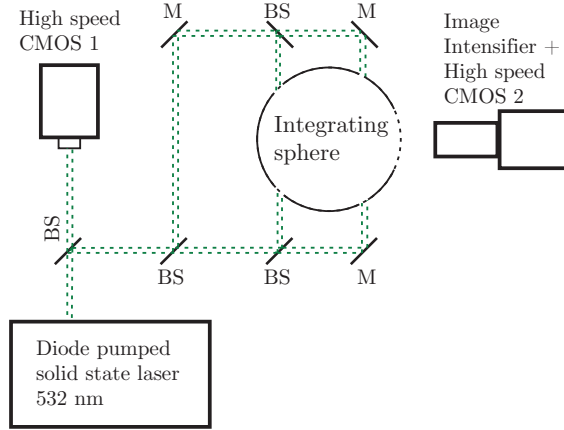 High speed
CMOS 1
M
BS
M
Image
Intensifier +
High speed
CMOS 2
Integrating
sphere
BS
BS
BS
M
Diode pumped
solid state laser
532 nm